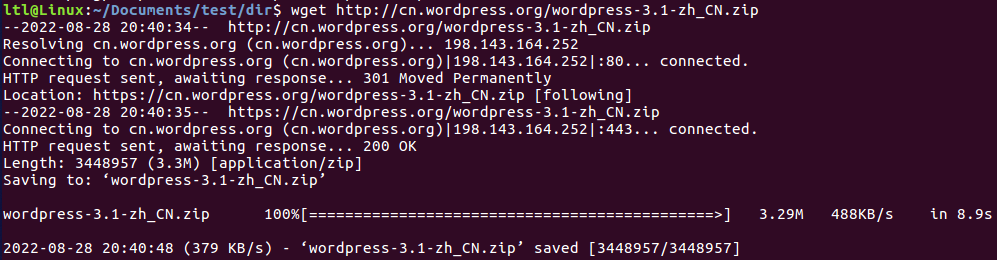 ltl@Linux:~/Documents/test/dir$ wget http://cn.wordpress.org/wordpress-3.1-zh_CN.zip
--2022-08-28 20:40:34--  http://cn.wordpress.org/wordpress-3.1-zh_CN.zip
Resolving cn.wordpress.org (cn.wordpress.org)... 198.143.164.252
Connecting to cn.wordpress.org (cn.wordpress.org)|198.143.164.252|:80... connected.
HTTP request sent, awaiting response... 301 Moved Permanently
Location: https://cn.wordpress.org/wordpress-3.1-zh_CN.zip [following]
--2022-08-28 20:40:35--  https://cn.wordpress.org/wordpress-3.1-zh_CN.zip
Connecting to cn.wordpress.org (cn.wordpress.org)|198.143.164.252|:443... connected.
HTTP request sent, awaiting response... 200 OK
Length: 3448957 (3.3M) [application/zip]
Saving to: ‘wordpress-3.1-zh_CN.zip’
wordpress-3.1-zh_CN.zip      100%[==============================================>]   3.29M   488KB/s    in 8.9s
2022-08-28 20:40:48 (379 KB/s) - ‘wordpress-3.1-zh_CN.zip’ saved [3448957/3448957]